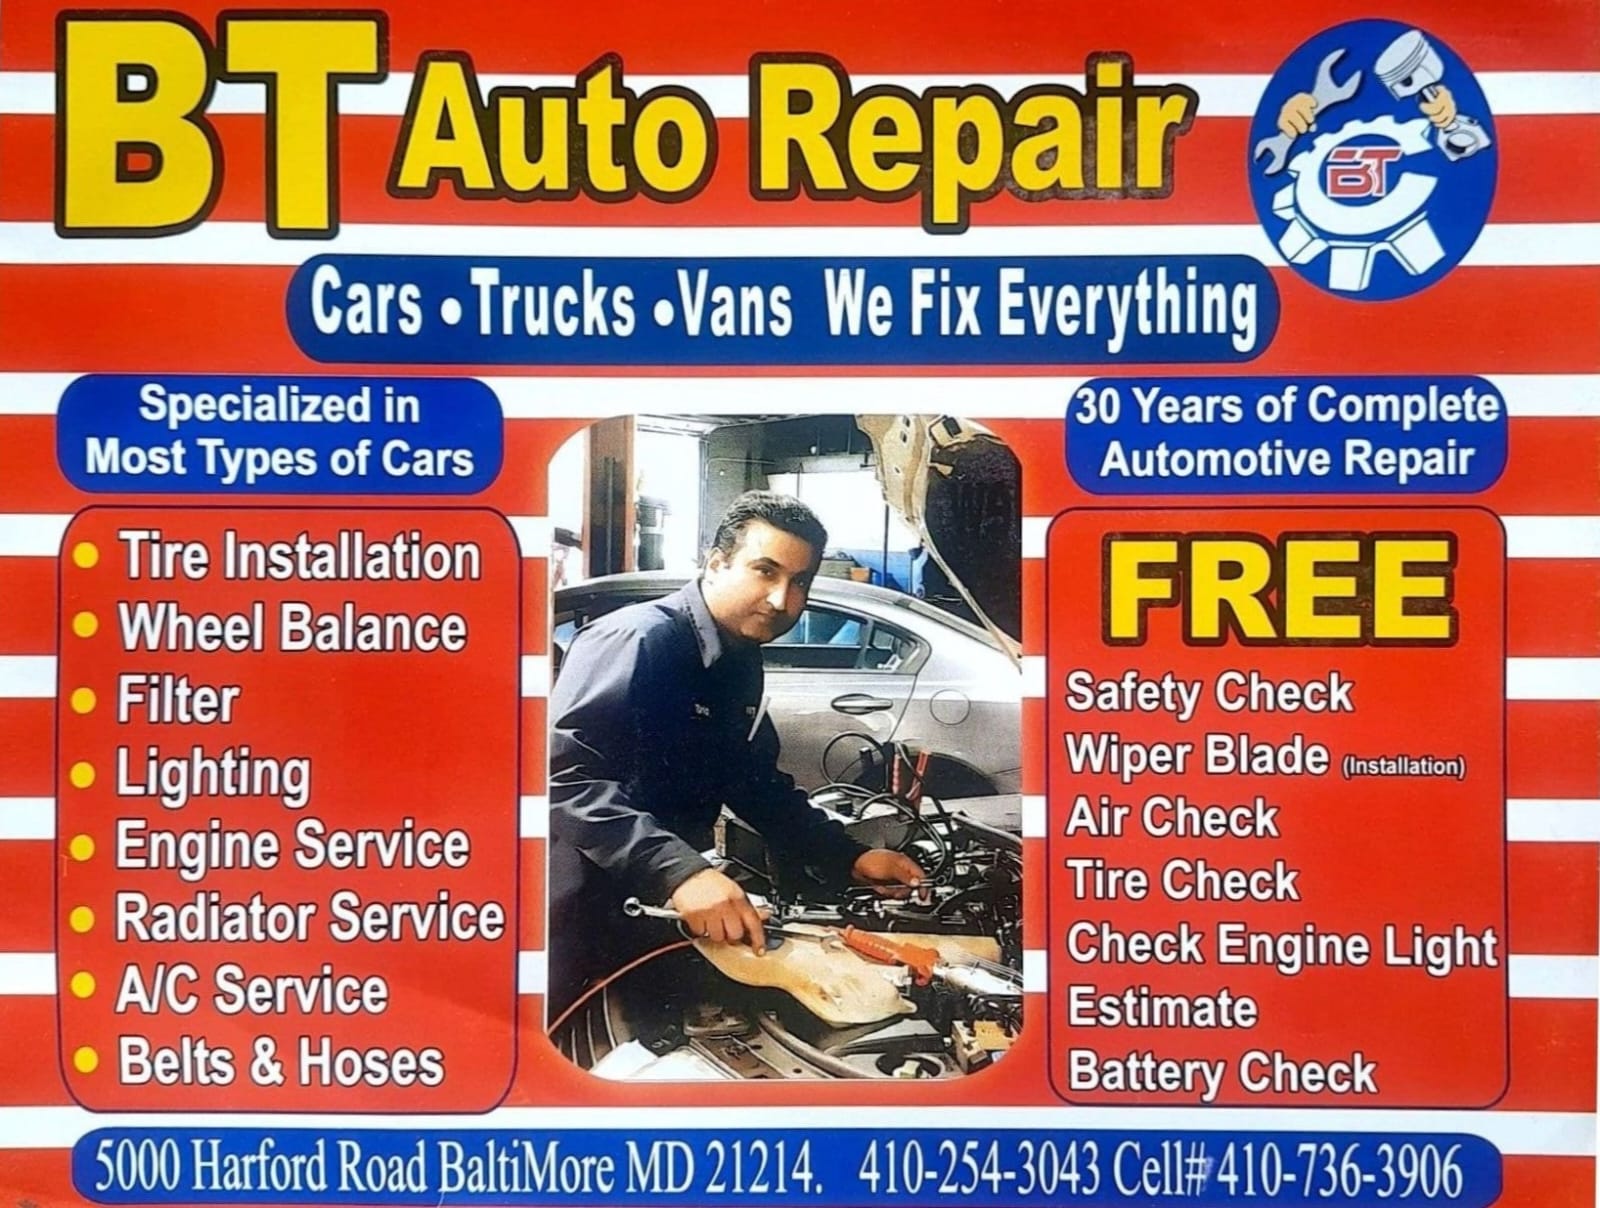 BT Auto Repair
BT
Cars • Trucks • Vans We Fix Everything
Specialized in
Most Types of Cars
• Tire Installation
• Wheel Balance
• Filter
• Lighting
• Engine Service
• Radiator Service
• A/C Service
• Belts & Hoses
30 Years of Complete
Automotive Repair
FREE
Safety Check
Wiper Blade (Installation)
Air Check
Tire Check
Check Engine Light
Estimate
Battery Check
5000 Harford Road BaltiMore MD 21214. 410-254-3043 Cell# 410-736-3906